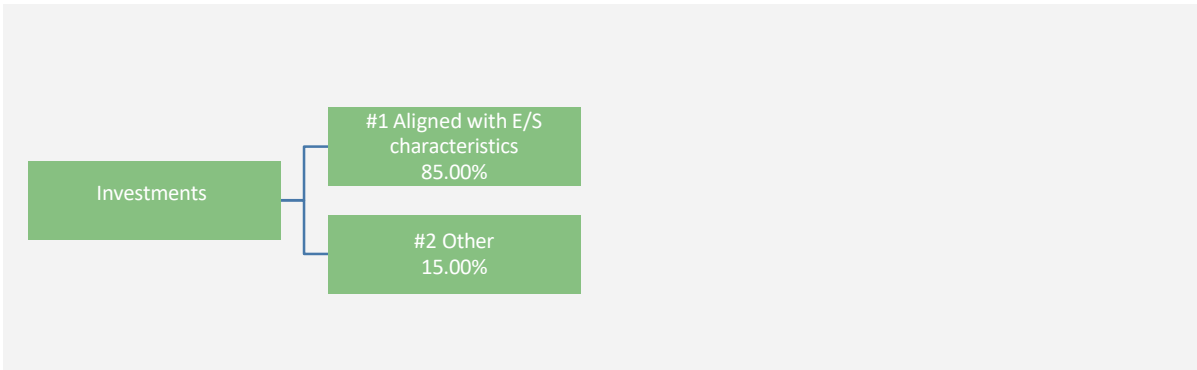 Investments
#1 Aligned with E/S
characteristics
85.00%
#2 Other
15.00%